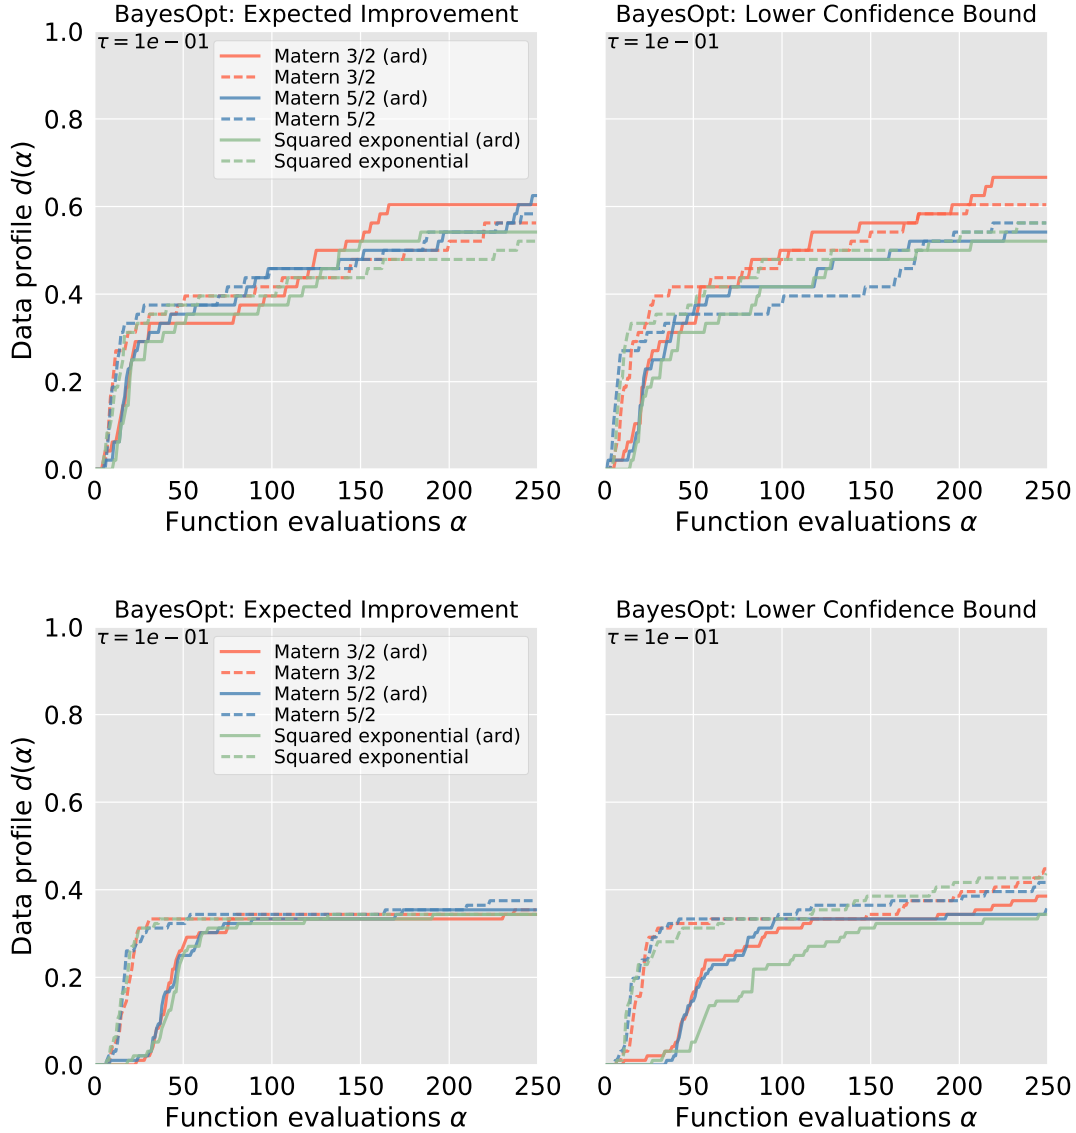 BayesOpt: Expected Improvement
BayesOpt: Lower Confidence Bound
τ = 1e − 01
τ = 1e − 01
Matern 3/2 (ard)
Matern 3/2
Matern 5/2 (ard)
Matern 5/2
Squared exponential (ard)
Squared exponential
Data profile d(α)
1.0
0.8
0.6
0.4
0.2
0.0
0 50 100 150 200 250
0 50 100 150 200 250
Function evaluations α
Function evaluations α
BayesOpt: Expected Improvement
BayesOpt: Lower Confidence Bound
τ = 1e − 01
τ = 1e − 01
Matern 3/2 (ard)
Matern 3/2
Matern 5/2 (ard)
Matern 5/2
Squared exponential (ard)
Squared exponential
Data profile d(α)
1.0
0.8
0.6
0.4
0.2
0.0
0 50 100 150 200 250
0 50 100 150 200 250
Function evaluations α
Function evaluations α